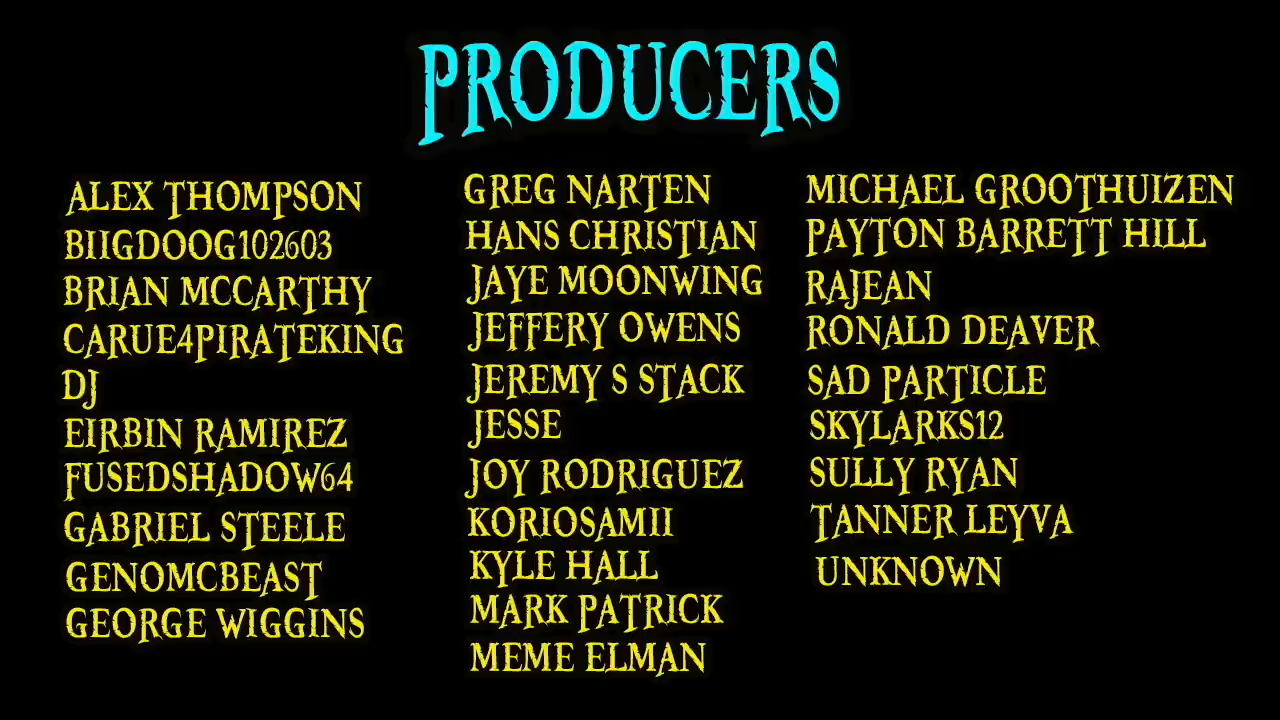 PRODUCERS
ALEX THOMPSON
BIIGDOOG102603
BRIAN MCCARTHY
CARUE4PIRATEKING
DJ
EIRBIN RAMIREZ
FUSEDSHADOW64
GABRIEL STEELE
GENOMCBEAST
GEORGE WIGGINS
GREG NARTEN
HANS CHRISTIAN
JAYE MOONWING
JEFFERY OWENS
JEREMY S STACK
JESSE
JOY RODRIGUEZ
KORIOSAMII
KYLE HALL
MARK PATRICK
MEME ELMAN
MICHAEL GROOTHUIZEN
PAYTON BARRETT HILL
RAJEAN
RONALD DEAVER
SAD PARTICLE
SKYLARKS12
SULLY RYAN
TANNER LEYVA
UNKNOWN